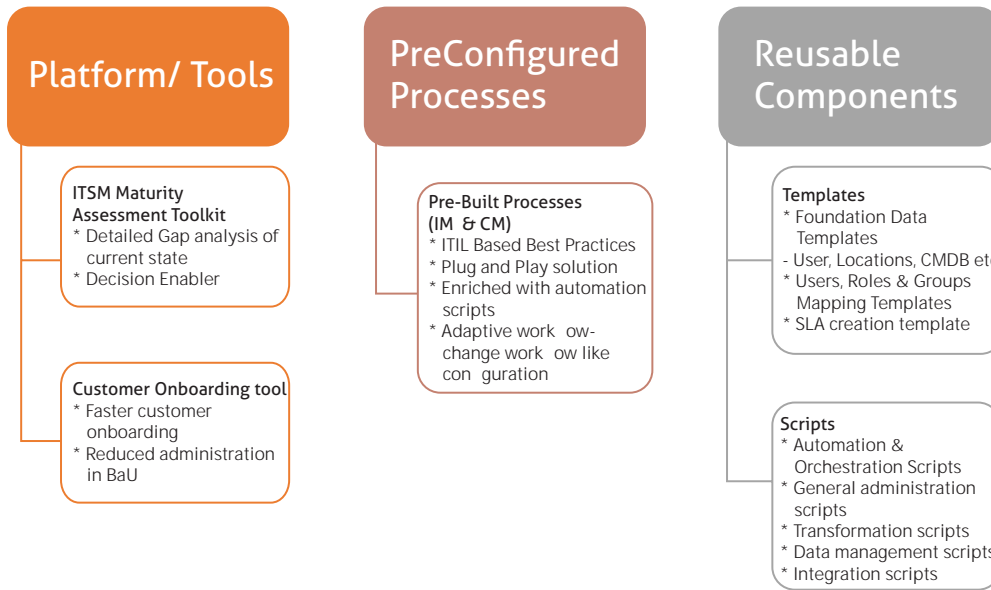 Platform/ Tools
ITSM Maturity
Assessment Toolkit
* Detailed Gap analysis of
current state
* Decision Enabler
Customer Onboarding tool
* Faster customer
onboarding
* Reduced administration
in BaU
PreConfigured
Processes
Pre-Built Processes
(IM & CM)
* ITIL Based Best Practices
* Plug and Play solution
* Enriched with automation
scripts
* Adaptive work ow-
change work ow like
con guration
Reusable
Components
Templates
* Foundation Data
Templates
- User, Locations, CMDB etc
* Users, Roles & Groups
Mapping Templates
* SLA creation template
Scripts
* Automation &
Orchestration Scripts
* General administration
scripts
* Transformation scripts
* Data management scripts
* Integration scripts